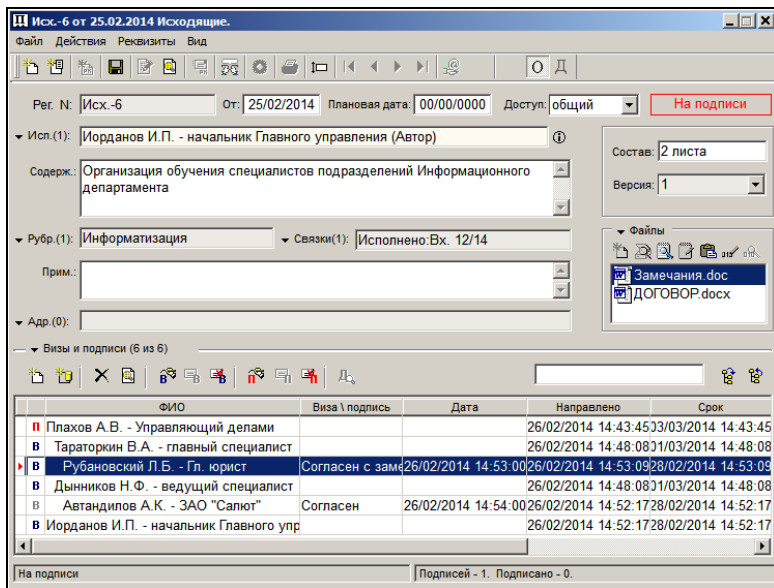 Исх.-6 от 25.02.2014 Исходящие.
Файл Действия Реквизиты Вид
О Д
Рег. N: Исх.-6 От: 25/02/2014 Плановая дата: 00/00/0000 Доступ: общий На подписи
Исп.(1): Иорданов И.П. - начальник Главного управления (Автор)
Состав: 2 листа
Содерж.: Организация обучения специалистов подразделений Информационного
департамента
Версия: 1
Рубр.(1): Информатизация Связки(1): Исполнено:Вх. 12/14
Файлы
Прим.:
Замечания.doc
ДОГОВОР.docx
Адр.(0):
Визы и подписи (6 из 6)
ФИО Виза \ подпись Дата Направлено Срок
П Плахов А.В. - Управляющий делами 26/02/2014 14:43:45 03/03/2014 14:43:45
В Тараторкин В.А. - главный специалист 26/02/2014 14:48:08 01/03/2014 14:48:08
В Рубановский Л.Б. - Гл. юрист Согласен с заме 26/02/2014 14:53:00 26/02/2014 14:53:09 28/02/2014 14:53:09
В Дынников Н.Ф. - ведущий специалист 26/02/2014 14:48:08 01/03/2014 14:48:08
В Автандилов А.К. - ЗАО "Салют" Согласен 26/02/2014 14:54:00 26/02/2014 14:52:17 28/02/2014 14:52:17
В Иорданов И.П. - начальник Главного упр 26/02/2014 14:52:17 28/02/2014 14:52:17
На подписи Подписей - 1. Подписано - 0.